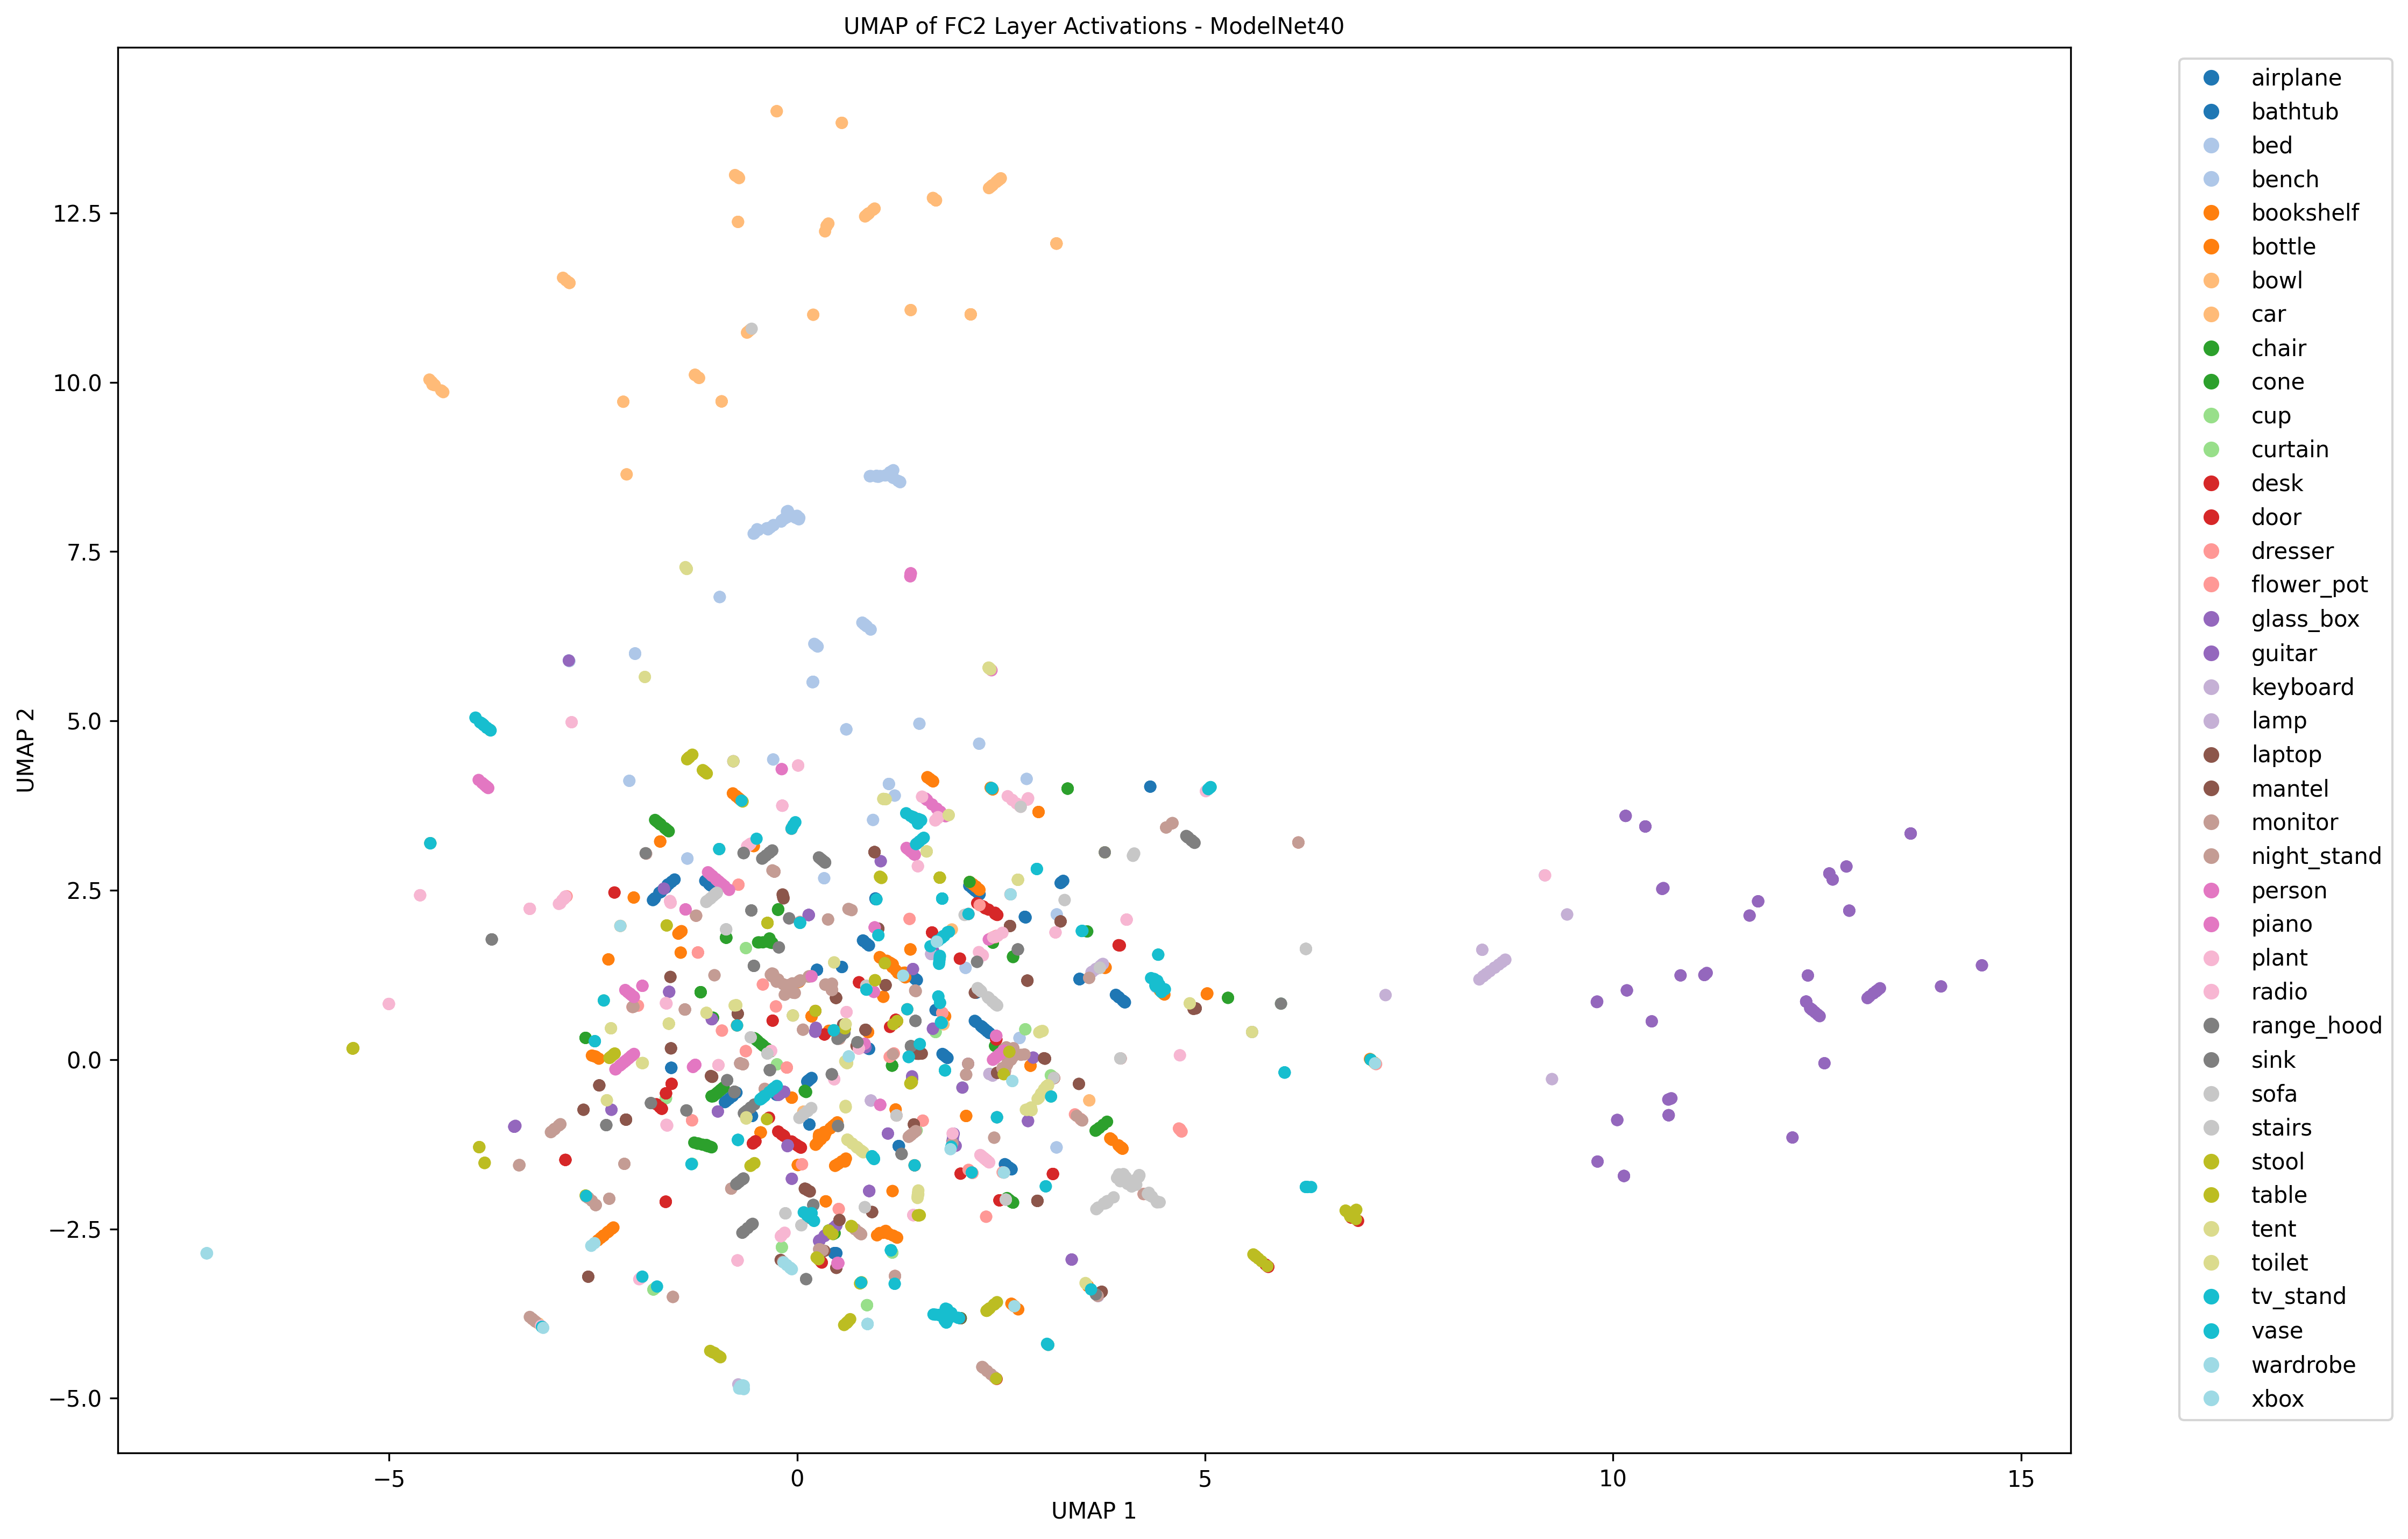 UMAP of FC2 Layer Activations - ModelNet40
12.5
10.0
7.5
5.0
2.5
0.0
−2.5
−5.0
UMAP 2
−5
0
5
10
15
UMAP 1
airplane
bathtub
bed
bench
bookshelf
bottle
bowl
car
chair
cone
cup
curtain
desk
door
dresser
flower_pot
glass_box
guitar
keyboard
lamp
laptop
mantel
monitor
night_stand
person
piano
plant
radio
range_hood
sink
sofa
stairs
stool
table
tent
toilet
tv_stand
vase
wardrobe
xbox